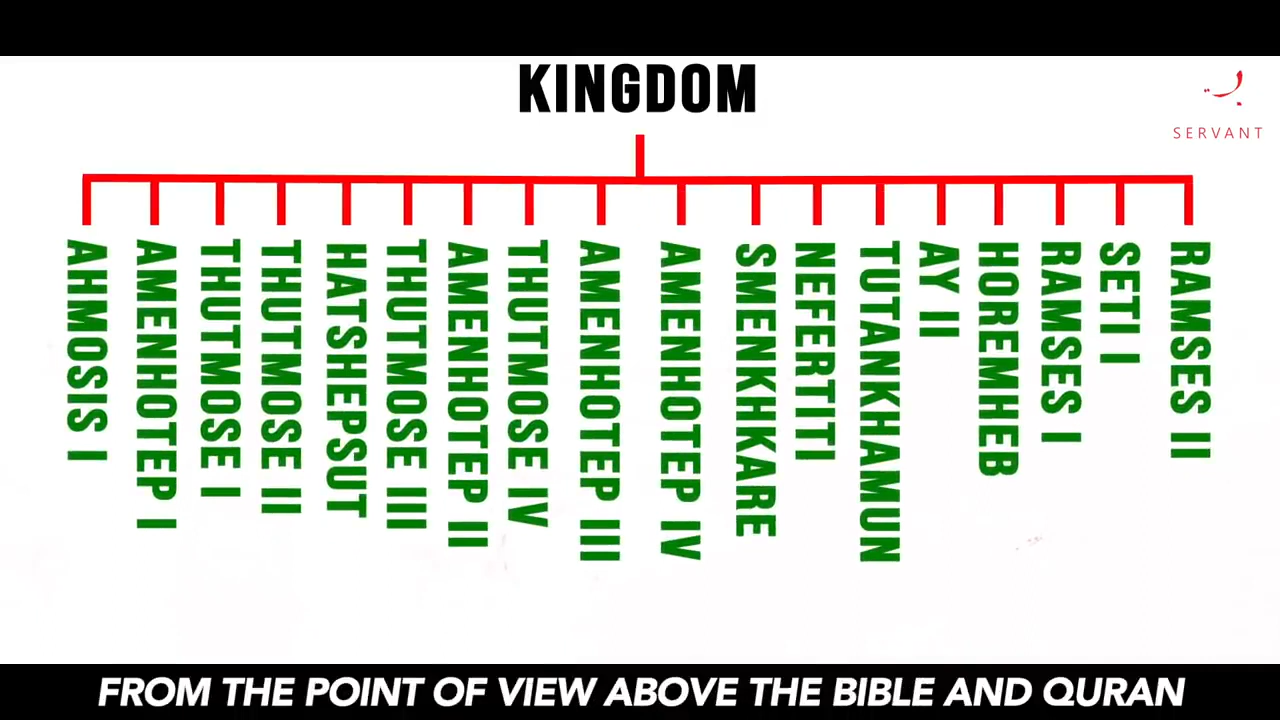 KINGDOM
SERVANT
AHMOSIS I
AMENHOTEP I
THUTMOSE I
THUTMOSE II
HATSHEPSUT
THUTMOSE III
AMENHOTEP II
THUTMOSE IV
AMENHOTEP III
AMENHOTEP IV
SMENKHKARE
NEFERTITI
TUTANKHAMUN
AY II
HOREMHEB
RAMSES I
SETI I
RAMSES II
FROM THE POINT OF VIEW ABOVE THE BIBLE AND QURAN